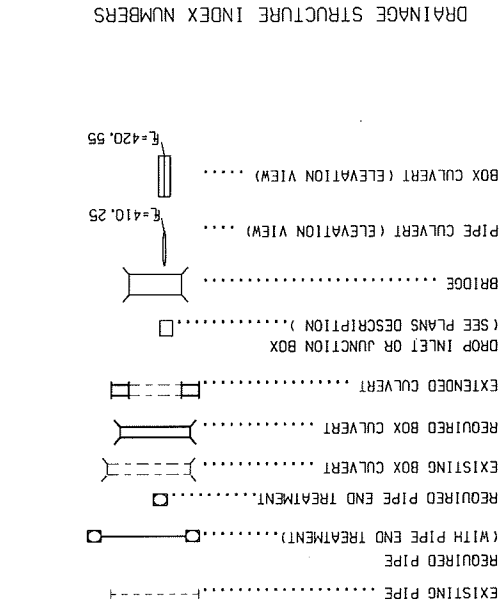 EXISTING PIPE ....................
REQUIRED PIPE
(WITH PIPE END TREATMENT).........
REQUIRED PIPE END TREATMENT............
EXISTING BOX CULVERT ..............
REQUIRED BOX CULVERT ..............
EXTENDED CULVERT ..................
DROP INLET OR JUNCTION BOX
(SEE PLANS DESCRIPTION ).............
BRIDGE ..........................
PIPE CULVERT (ELEVATION VIEW) ....
FL=410.25
BOX CULVERT (ELEVATION VIEW) .....
FL=420.55
DRAINAGE STRUCTURE INDEX NUMBERS